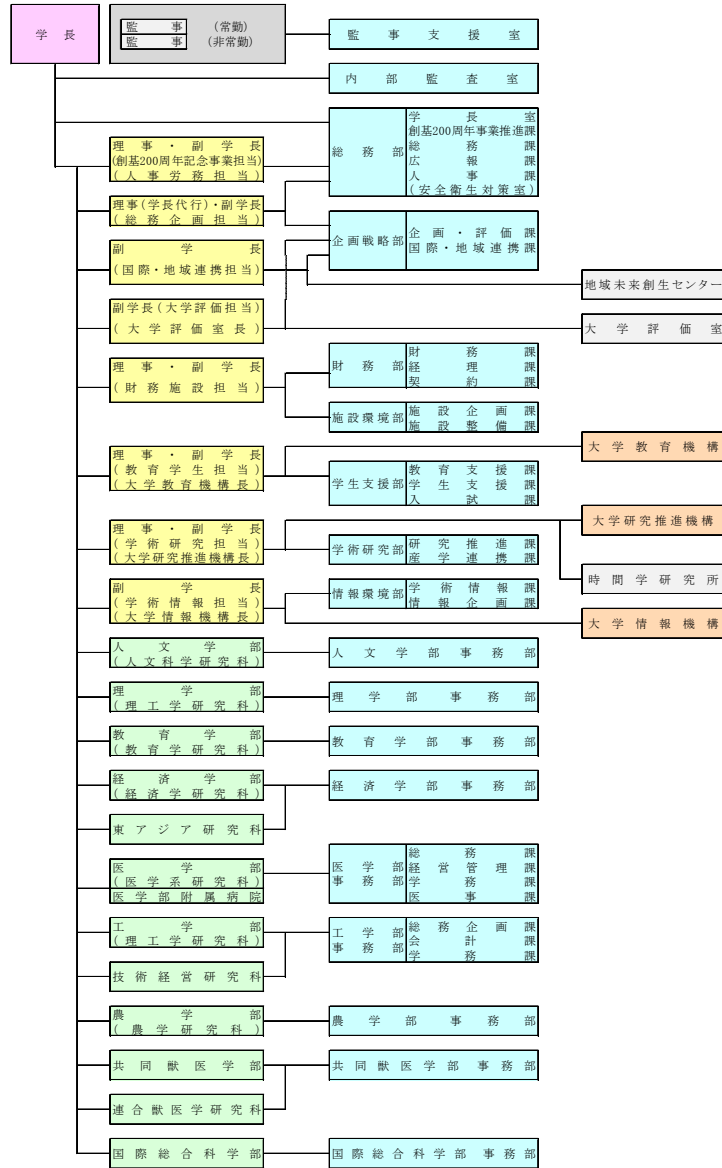 学長
監事 (常勤)
監事 (非常勤)
監事支援室
内部監査室
総務部
学長室
創基200周年事業推進課
総務課
広報課
人事課
(安全衛生対策室)
理事・副学長
(創基200周年記念事業担当)
(人事労務担当)
理事(学長代行)・副学長
(総務企画担当)
企画戦略部
企画・評価課
国際・地域連携課
副学長
(国際・地域連携担当)
地域未来創生センター
副学長(大学評価担当)
(大学評価室長)
大学評価室
理事・副学長
(財務施設担当)
財務部
財務課
経理課
契約課
施設環境部
施設企画課
施設整備課
理事・副学長
(教育学生担当)
(大学教育機構長)
大学教育機構
学生支援部
教育支援課
学生支援課
入試課
理事・副学長
(学術研究担当)
(大学研究推進機構長)
大学研究推進機構
学術研究部
研究推進課
産学連携課
時間学研究所
副学長
(学術情報担当)
(大学情報機構長)
情報環境部
学術情報課
情報企画課
大学情報機構
人文学部
(人文科学研究科)
人文学部事務部
理学部
(理工学研究科)
理学部事務部
教育学部
(教育学研究科)
教育学部事務部
経済学部
(経済学研究科)
経済学部事務部
東アジア研究科
医学部
(医学系研究科)
医学部附属病院
医学部
事務部
総務課
経営管理課
学務課
医事課
工学部
(理工学研究科)
工学部
事務部
総務企画課
会計課
学務課
技術経営研究科
農学部
(農学研究科)
農学部事務部
共同獣医学部
共同獣医学部事務部
連合獣医学研究科
国際総合科学部
国際総合科学部事務部